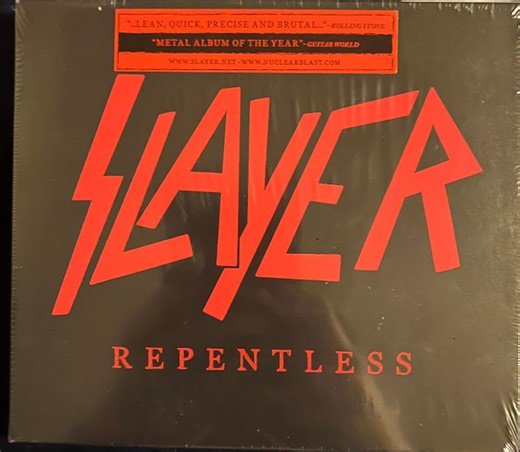 "...LEAN, QUICK, PRECISE AND BRUTAL..."-ROLLING STONE
"METAL ALBUM OF THE YEAR"-GUITAR WORLD
WWW.SLAYER.NET · WWW.NUCLEARBLAST.COM
SLAYER
REPENTLESS